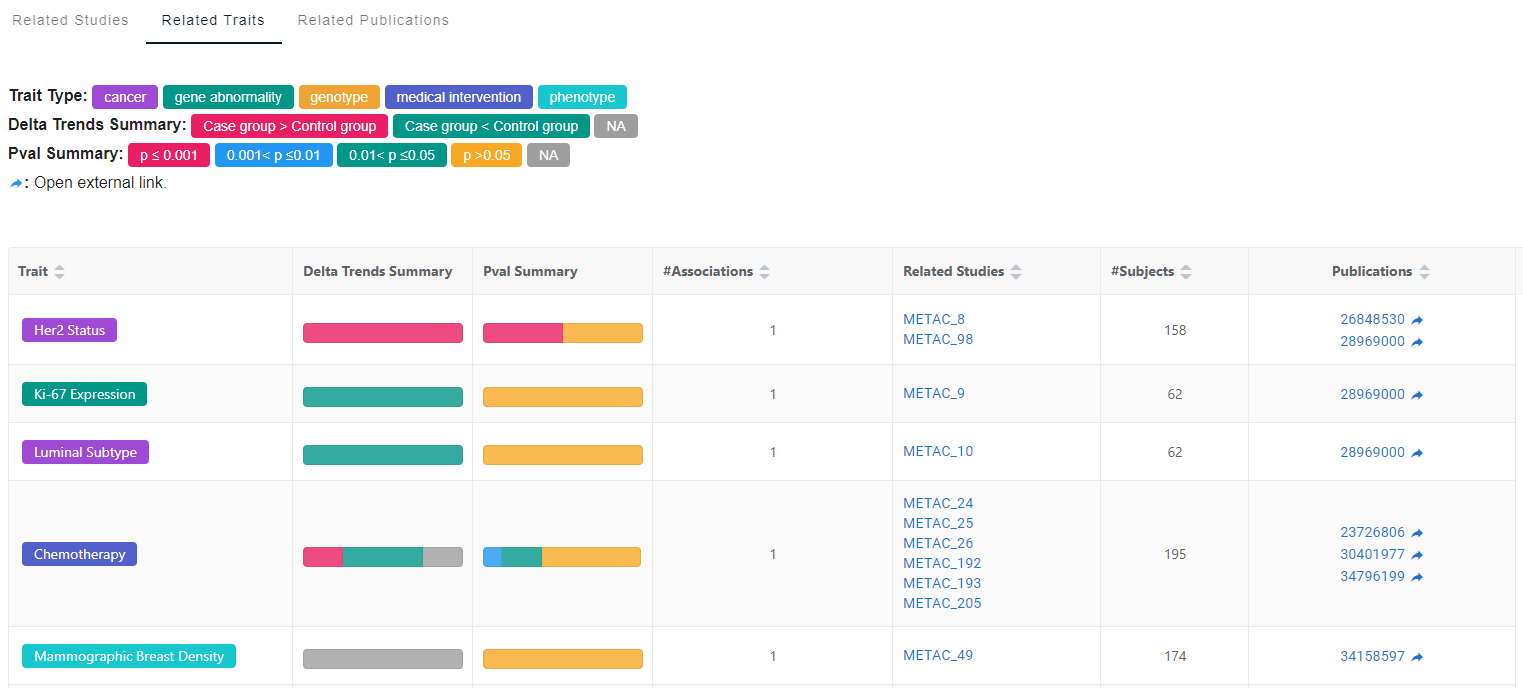 Related Studies Related Traits Related Publications
Trait Type: cancer gene abnormality genotype medical intervention phenotype
Delta Trends Summary: Case group > Control group Case group < Control group NA
Pval Summary: p ≤ 0.001 0.001< p ≤0.01 0.01< p ≤0.05 p >0.05 NA
: Open external link.
Trait Delta Trends Summary Pval Summary #Associations Related Studies #Subjects Publications
Her2 Status 1 METAC_8 158 26848530
METAC_98 28969000
Ki-67 Expression 1 METAC_9 62 28969000
Luminal Subtype 1 METAC_10 62 28969000
METAC_24
METAC_25
METAC_26 23726806
Chemotherapy 1 METAC_192 195 30401977
METAC_193 34796199
METAC_205
Mammographic Breast Density 1 METAC_49 174 34158597